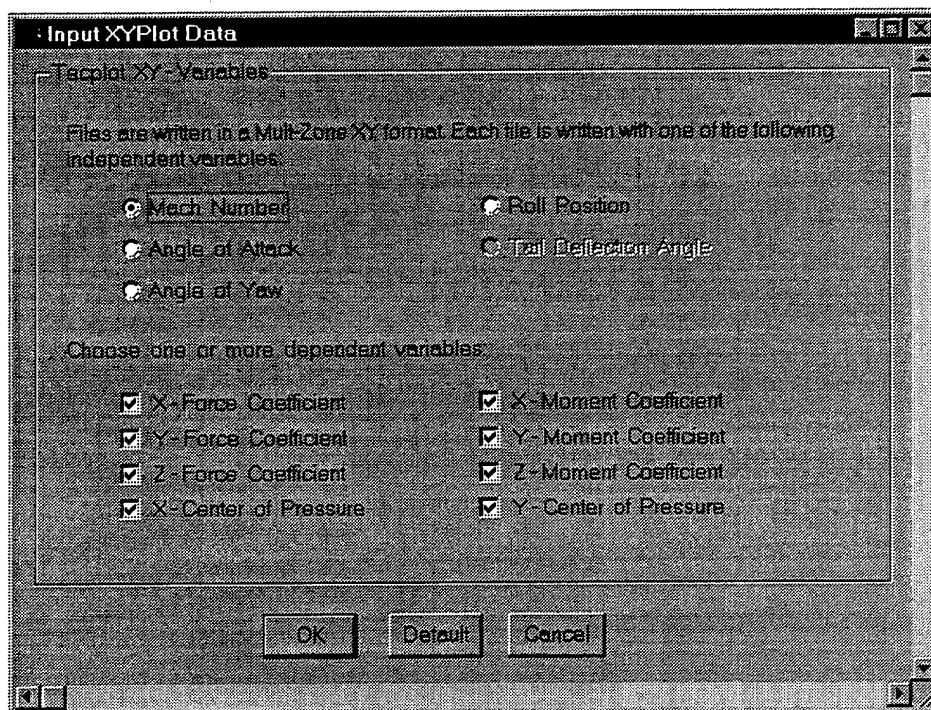 Input XYPlot Data
Tecplot XY-Variables
Files are written in a Multi-Zone XY format. Each file is written with one of the following
independent variables:
Mach Number
Roll Position
Angle of Attack
Tail Deflection Angle
Angle of Yaw
Choose one or more dependent variables:
X-Force Coefficient
X-Moment Coefficient
Y-Force Coefficient
Y-Moment Coefficient
Z-Force Coefficient
Z-Moment Coefficient
X-Center of Pressure
Y-Center of Pressure
OK
Default
Cancel